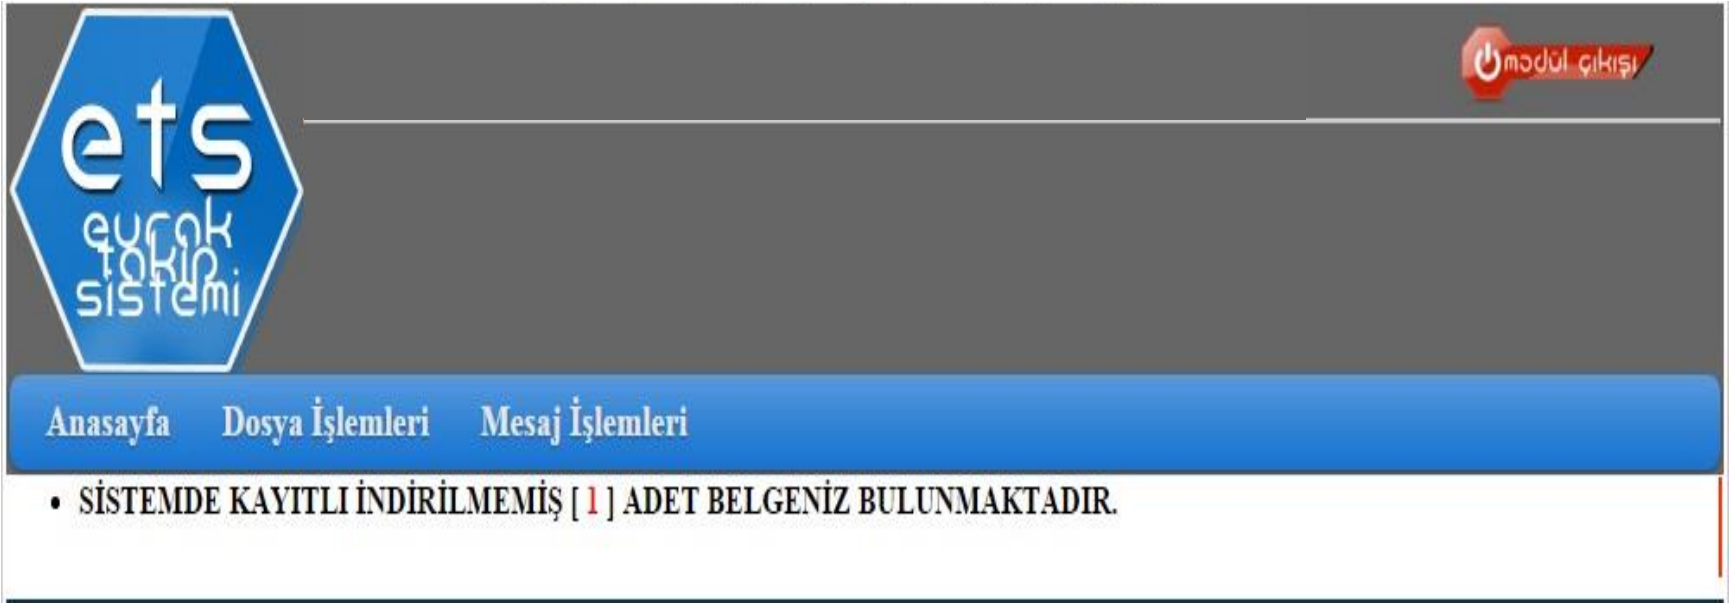 modül çıkışı
ets
evrak
takip
sistemi
Anasayfa Dosya İşlemleri Mesaj İşlemleri
• SİSTEMDE KAYITLI İNDİRİLMEMİŞ [ 1 ] ADET BELGENİZ BULUNMAKTADIR.